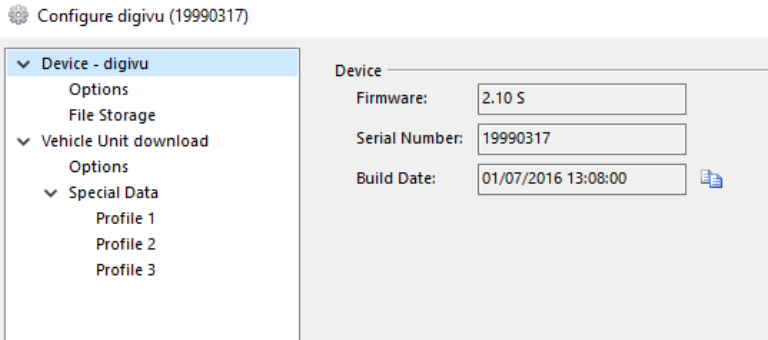 Configure digivu (19990317)
Device - digivu
Options
File Storage
Vehicle Unit download
Options
Special Data
Profile 1
Profile 2
Profile 3
Device
Firmware: 2.10 S
Serial Number: 19990317
Build Date: 01/07/2016 13:08:00